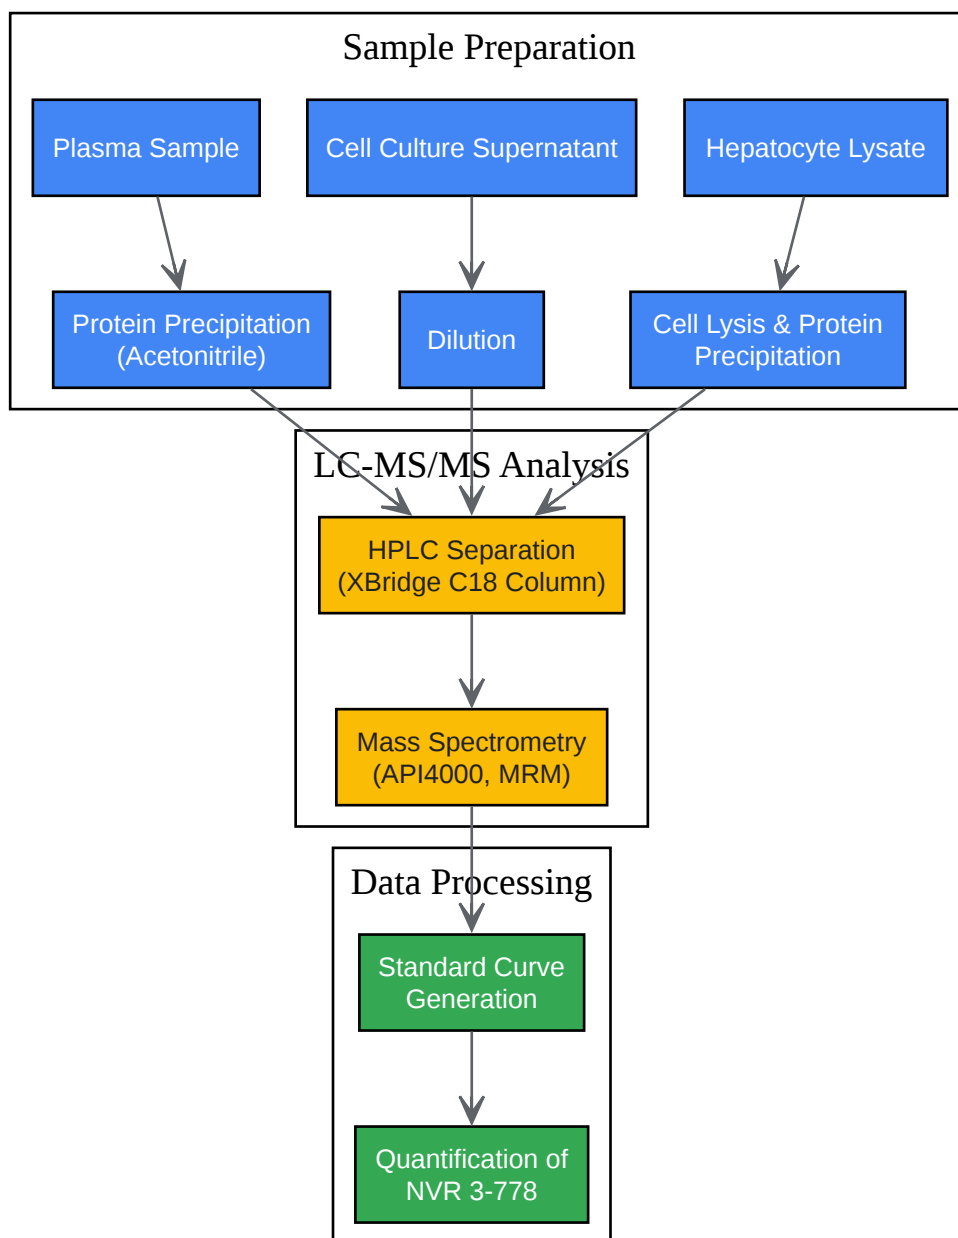 Sample Preparation
Plasma Sample
Cell Culture Supernatant
Hepatocyte Lysate
Protein Precipitation
(Acetonitrile)
Dilution
Cell Lysis & Protein
Precipitation
LC-MS/MS Analysis
HPLC Separation
(XBridge C18 Column)
Mass Spectrometry
(API4000, MRM)
Data Processing
Standard Curve
Generation
Quantification of
NVR 3-778